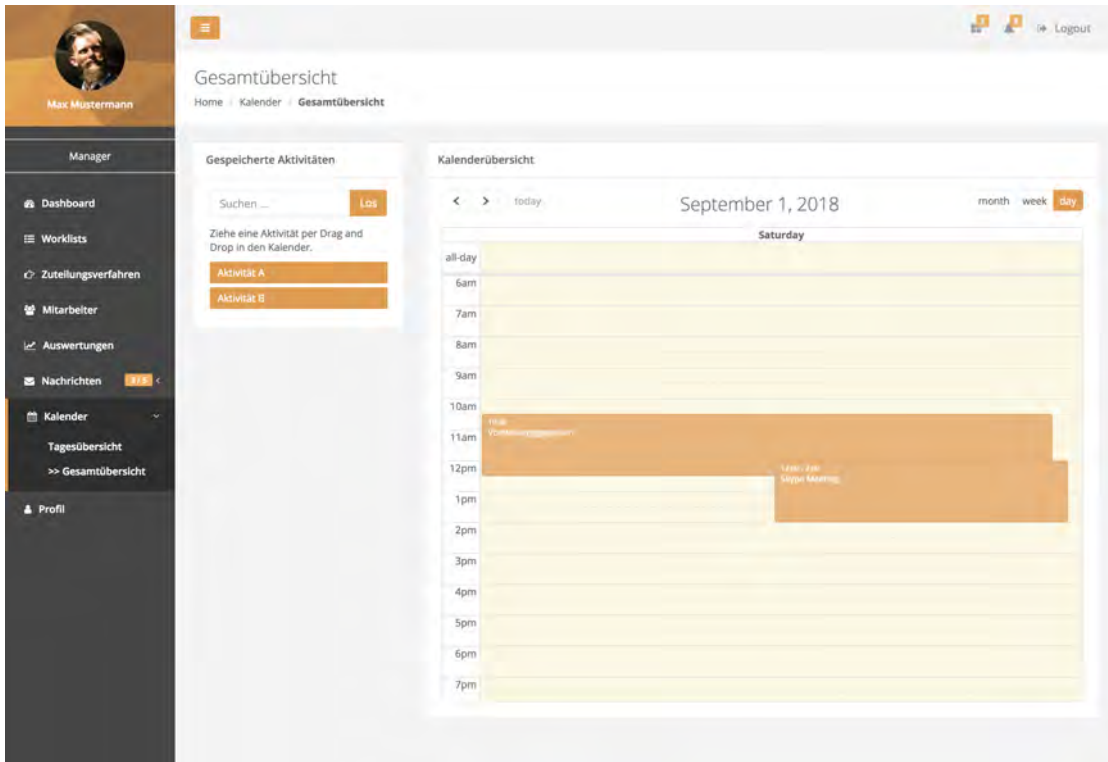 Logout
Max Mustermann
Manager
Dashboard
Worklists
Zuteilungsverfahren
Mitarbeiter
Auswertungen
Nachrichten
Kalender
Tagesübersicht
>> Gesamtübersicht
Profil
Gesamtübersicht
Home / Kalender / Gesamtübersicht
Gespeicherte Aktivitäten
Suchen ... Los
Ziehe eine Aktivität per Drag and
Drop in den Kalender.
Aktivität A
Aktivität B
Kalenderübersicht
< > today
September 1, 2018
month week day
Saturday
all-day
6am
7am
8am
9am
10am
11am
12pm
Skype Meeting
1pm
2pm
3pm
4pm
5pm
6pm
7pm